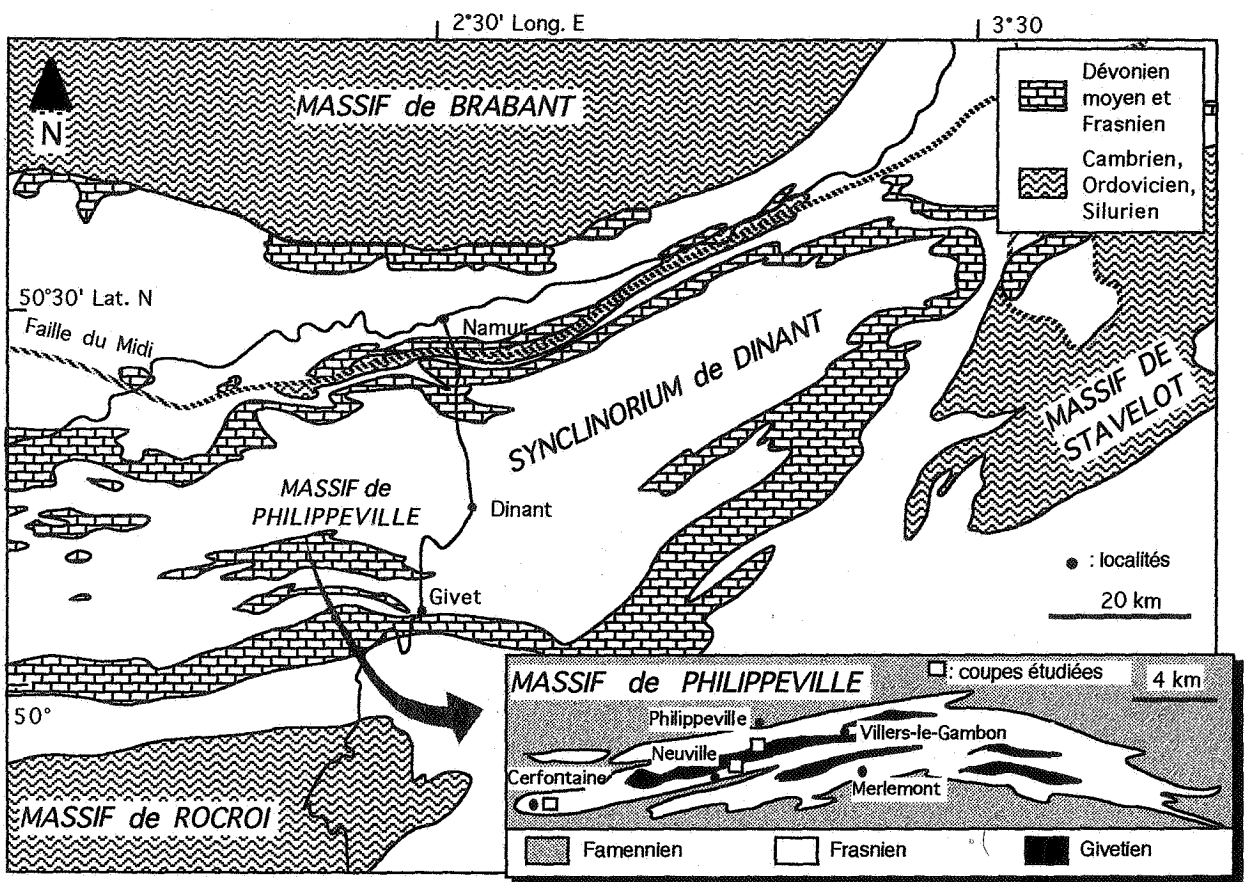 2°30' Long. E
3°30
N
MASSIF de BRABANT
Dévonien
moyen et
Frasnien
Cambrien,
Ordovicien,
Silurien
50°30' Lat. N
Faille du Midi
Namur
SYNCLINORIUM de DINANT
MASSIF DE
STAVELOT
MASSIF de
PHILIPPEVILLE
Dinant
: localités
20 km
Givet
50°
MASSIF de ROCROI
MASSIF de PHILIPPEVILLE
: coupes étudiées
4 km
Philippeville
Villers-le-Gambon
Neuville
Cerfontaine
Merlemont
Famennien
Frasnien
Givetien